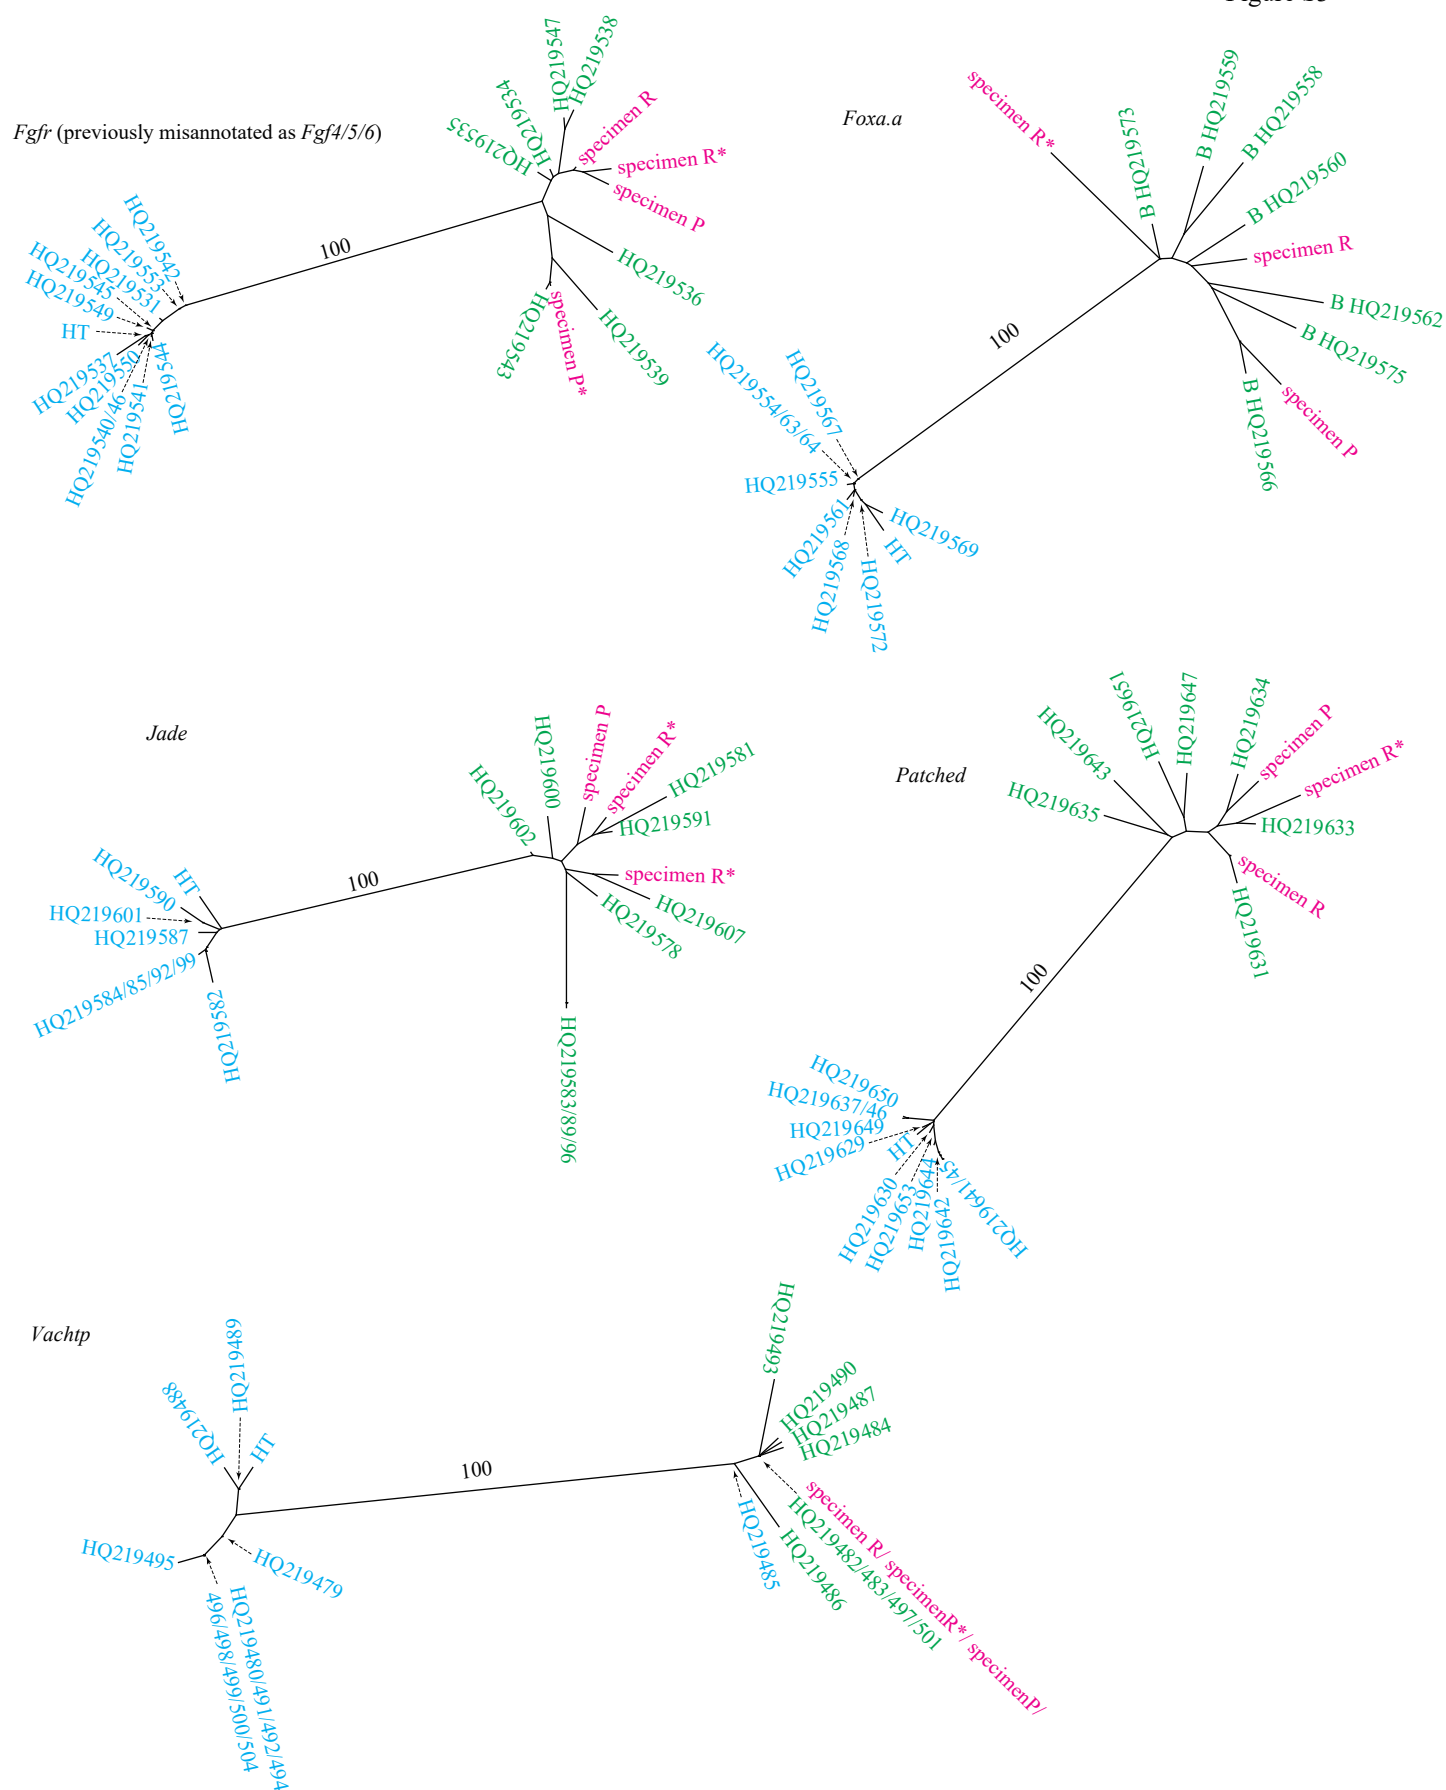 Fgfr (previously misannotated as Fgf4/5/6)
HQ219547
HQ219538
HQ219534
HQ219535
specimen R
specimen R*
specimen P
HQ219536
HQ219539
specimen P*
HQ219543
100
HQ219542
HQ219553
HQ219531
HQ219545
HQ219549
HT
HQ219537
HQ219550
HQ219540/46
HQ219541
HQ219544
Foxa.a
specimen R*
B HQ219573
B HQ219559
B HQ219558
B HQ219560
specimen R
B HQ219562
B HQ219575
specimen P
B HQ219566
100
HQ219567
HQ219554/63/64
HQ219555
HQ219561
HQ219568
HQ219572
HT
HQ219569
Jade
HQ219602
HQ219600
specimen P
specimen R*
HQ219581
HQ219591
specimen R*
HQ219607
HQ219578
HQ219583/89/96
100
HT
HQ219590
HQ219601
HQ219587
HQ219584/85/92/99
HQ219582
Patched
HQ219635
HQ219643
HQ219651
HQ219647
HQ219634
specimen P
specimen R*
HQ219633
specimen R
HQ219631
100
HQ219650
HQ219637/46
HQ219649
HQ219629
HT
HQ219630
HQ219653
HQ219644
HQ219642
HQ219641/45
Vachtp
HQ219489
HQ219488
HT
100
HQ219495
HQ219479
HQ219480/491/492/494
496/498/499/500/504
HQ219493
HQ219490
HQ219487
HQ219484
specimen R/ specimenR*/ specimenP/
HQ219482/483/497/501
HQ219486
HQ219485